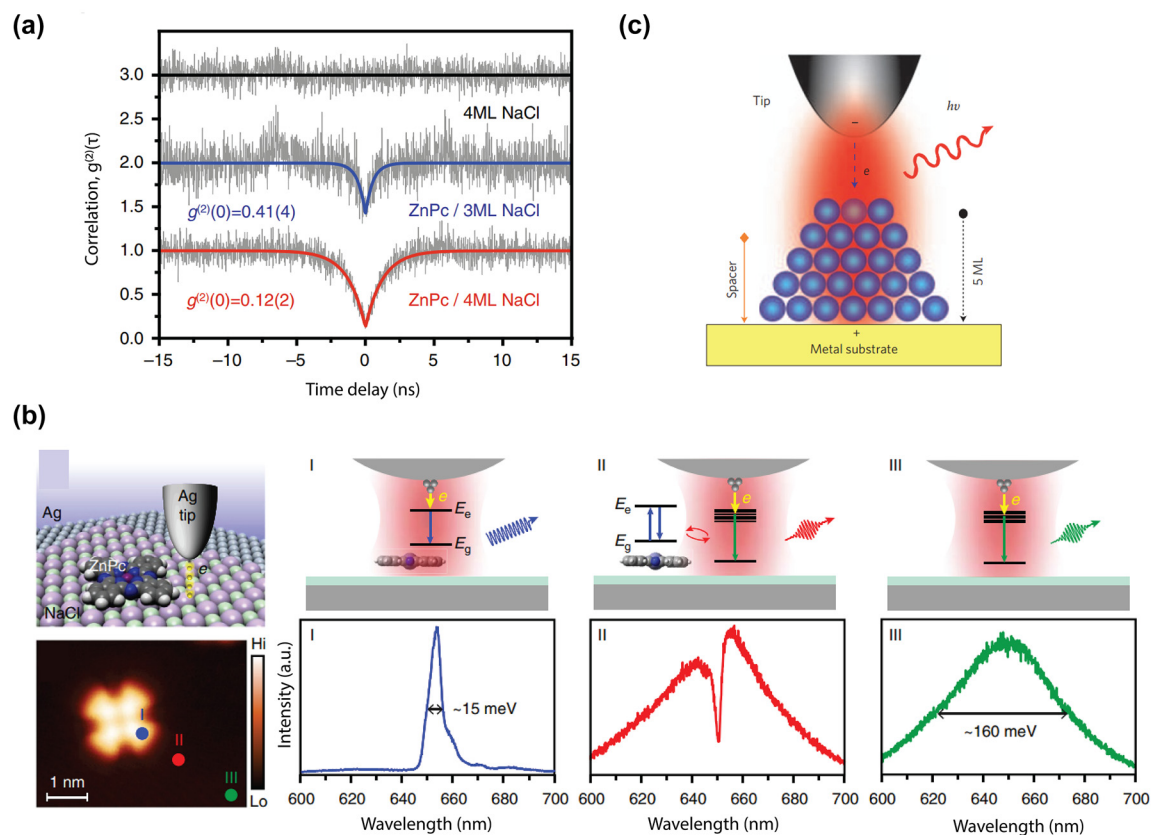 (a)
Correlation, g⁽²⁾(τ)
3.0
2.5
2.0
1.5
1.0
0.5
0.0
4ML NaCl
g⁽²⁾(0)=0.41(4)
ZnPc / 3ML NaCl
g⁽²⁾(0)=0.12(2)
ZnPc / 4ML NaCl
−15 −10 −5 0 5 10 15
Time delay (ns)
(c)
Tip
hν
−
e
Spacer
5 ML
+
Metal substrate
(b)
Ag
Ag
tip
ZnPc
e
NaCl
Hi
I
II
III
1 nm
Lo
I
e
Ee
Eg
II
e
Ee
Eg
III
e
Intensity (a.u.)
I
~15 meV
600 620 640 660 680 700
Wavelength (nm)
II
600 620 640 660 680 700
Wavelength (nm)
III
~160 meV
600 620 640 660 680 700
Wavelength (nm)